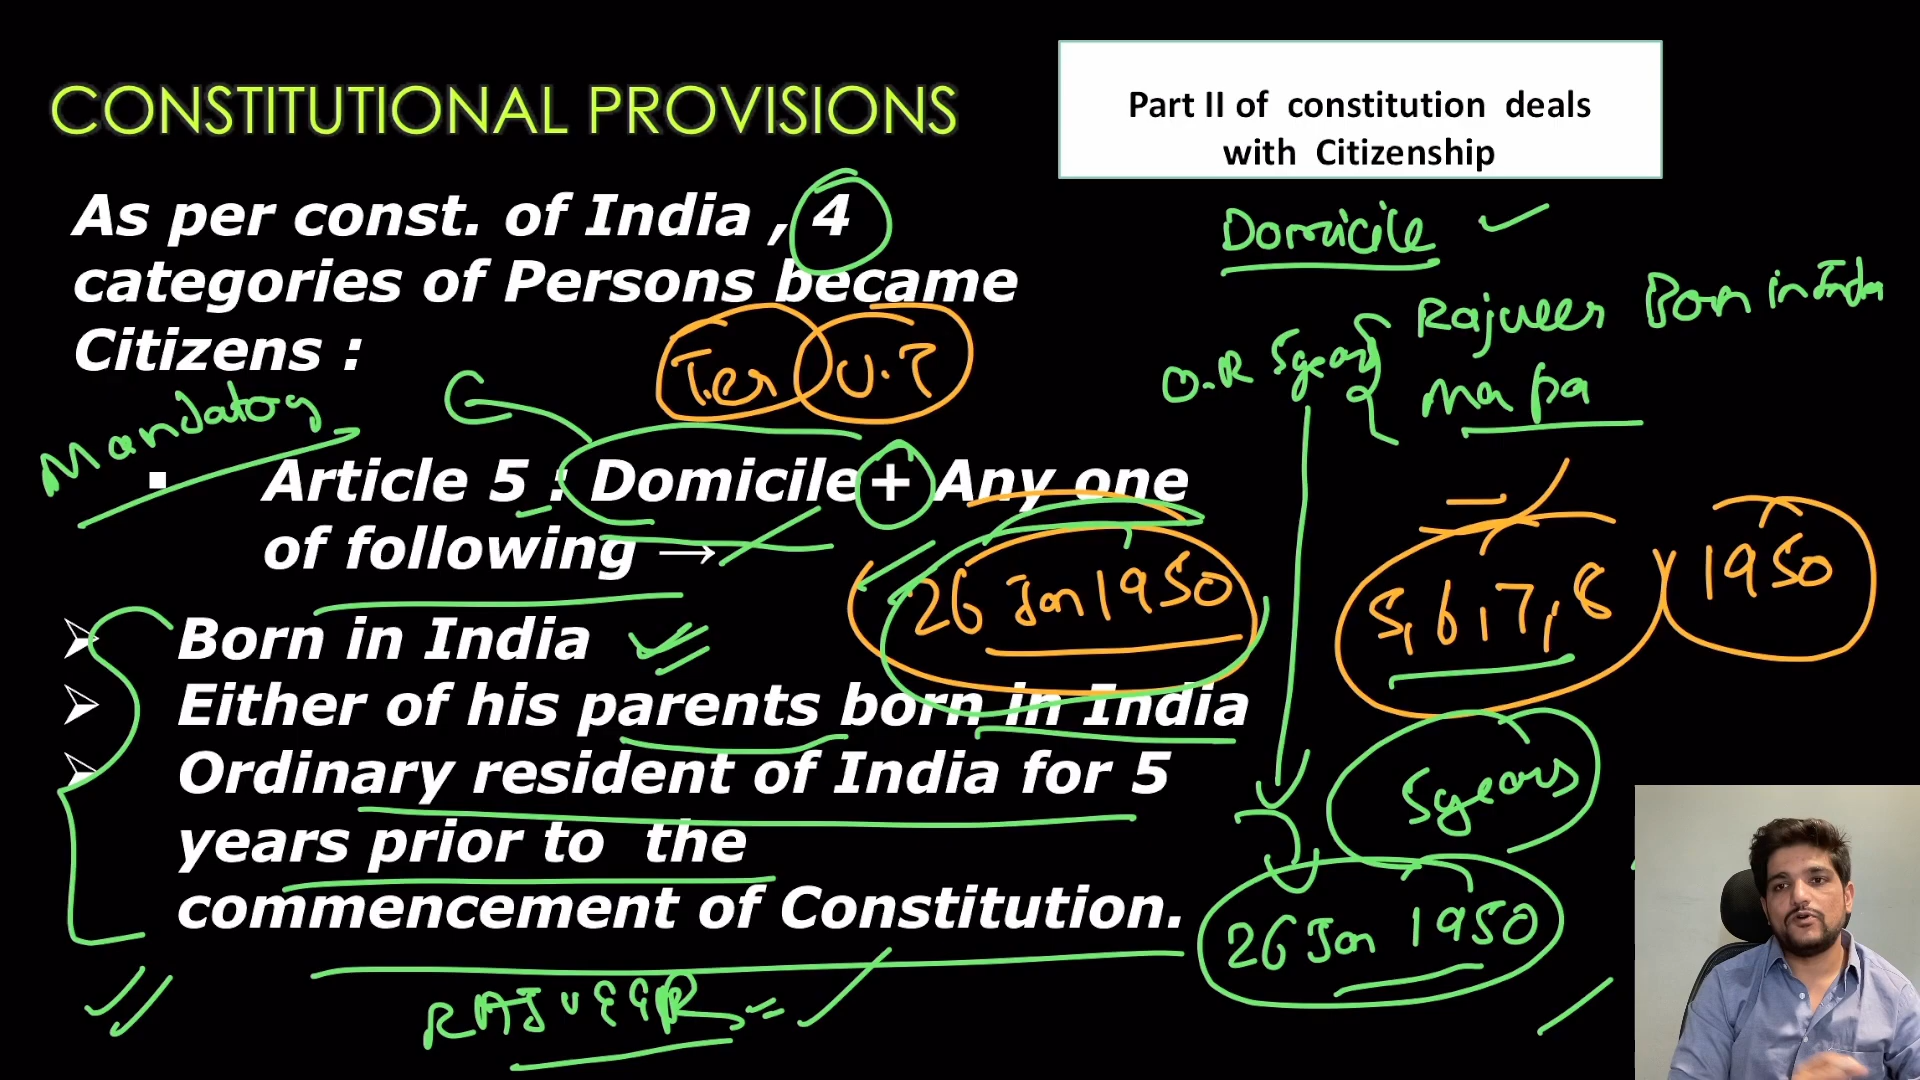 CONSTITUTIONAL PROVISIONS
Part II of constitution deals
with Citizenship
As per const. of India , 4
categories of Persons became
Citizens :
Domicile
Rajveer Born in India
O.R 5years
Ma pa
Ter U.T
Mandatory
Article 5 : Domicile + Any one
of following →
26 Jan 1950
5, 6, 7, 8
1950
Born in India
Either of his parents born in India
Ordinary resident of India for 5
years prior to the
commencement of Constitution.
5years
26 Jan 1950
RAJVEER